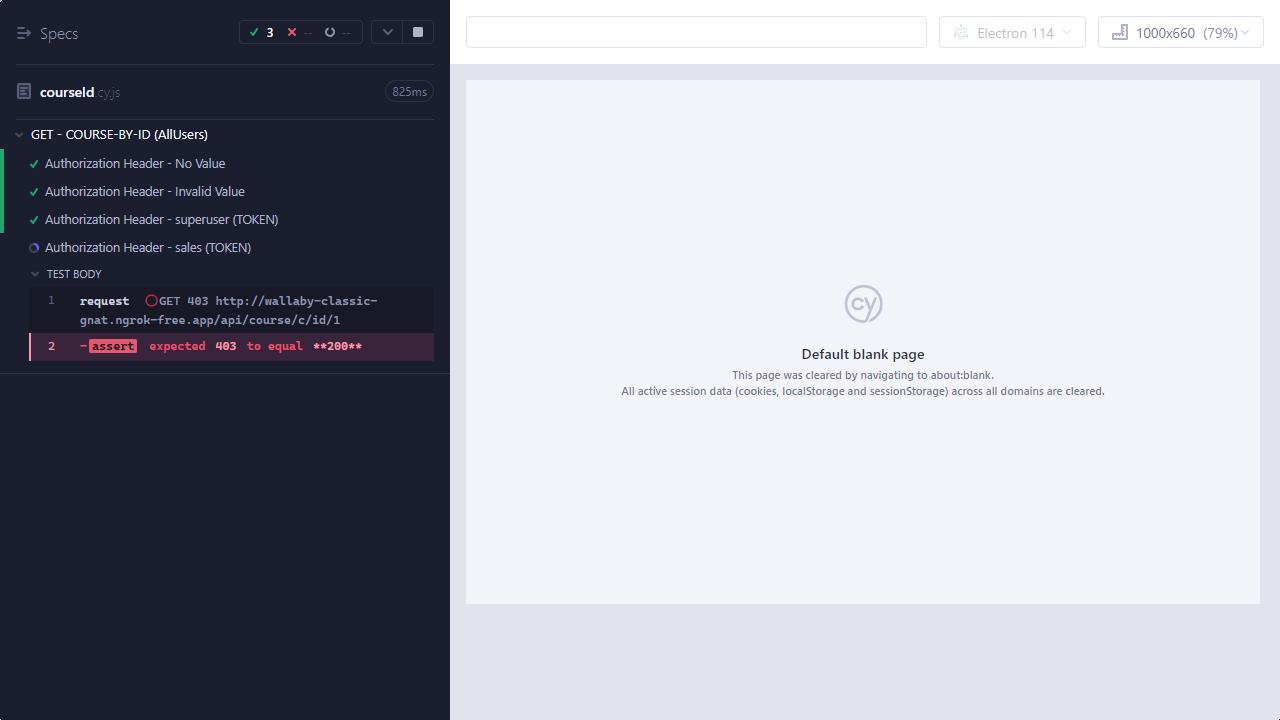 Specs
3 -- --
Electron 114
1000x660 (79%)
courseId.cy.js 825ms
GET - COURSE-BY-ID (AllUsers)
Authorization Header - No Value
Authorization Header - Invalid Value
Authorization Header - superuser (TOKEN)
Authorization Header - sales (TOKEN)
TEST BODY
1 request GET 403 http://wallaby-classic-
gnat.ngrok-free.app/api/course/c/id/1
2 -assert expected 403 to equal **200**
cy
Default blank page
This page was cleared by navigating to about:blank.
All active session data (cookies, localStorage and sessionStorage) across all domains are cleared.